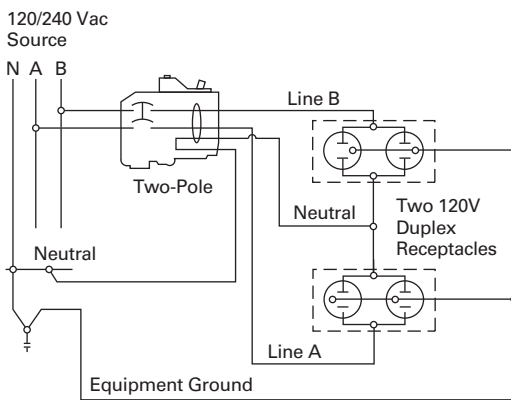 120/240 Vac
Source
N A B
Line B
Two-Pole
Neutral
Two 120V
Duplex
Receptacles
Neutral
Line A
Equipment Ground